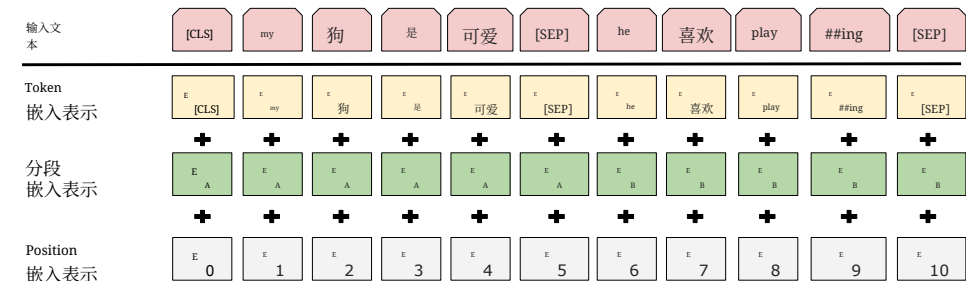 输入文
本
[CLS] my 狗 是 可爱 [SEP] he 喜欢 play ##ing [SEP]
Token
嵌入表示
E [CLS] E my E 狗 E 是 E 可爱 E [SEP] E he E 喜欢 E play E ##ing E [SEP]
分段
嵌入表示
E A E A E A E A E A E A E B E B E B E B E B
Position
嵌入表示
E 0 E 1 E 2 E 3 E 4 E 5 E 6 E 7 E 8 E 9 E 10